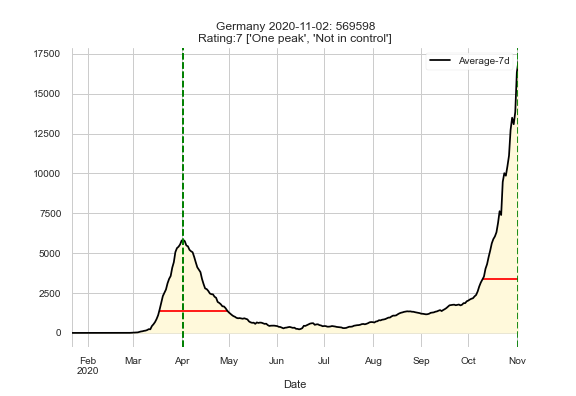 Germany 2020-11-02: 569598
Rating:7 ['One peak', 'Not in control']
Average-7d
17500
15000
12500
10000
7500
5000
2500
0
Feb Mar Apr May Jun Jul Aug Sep Oct Nov
2020
Date